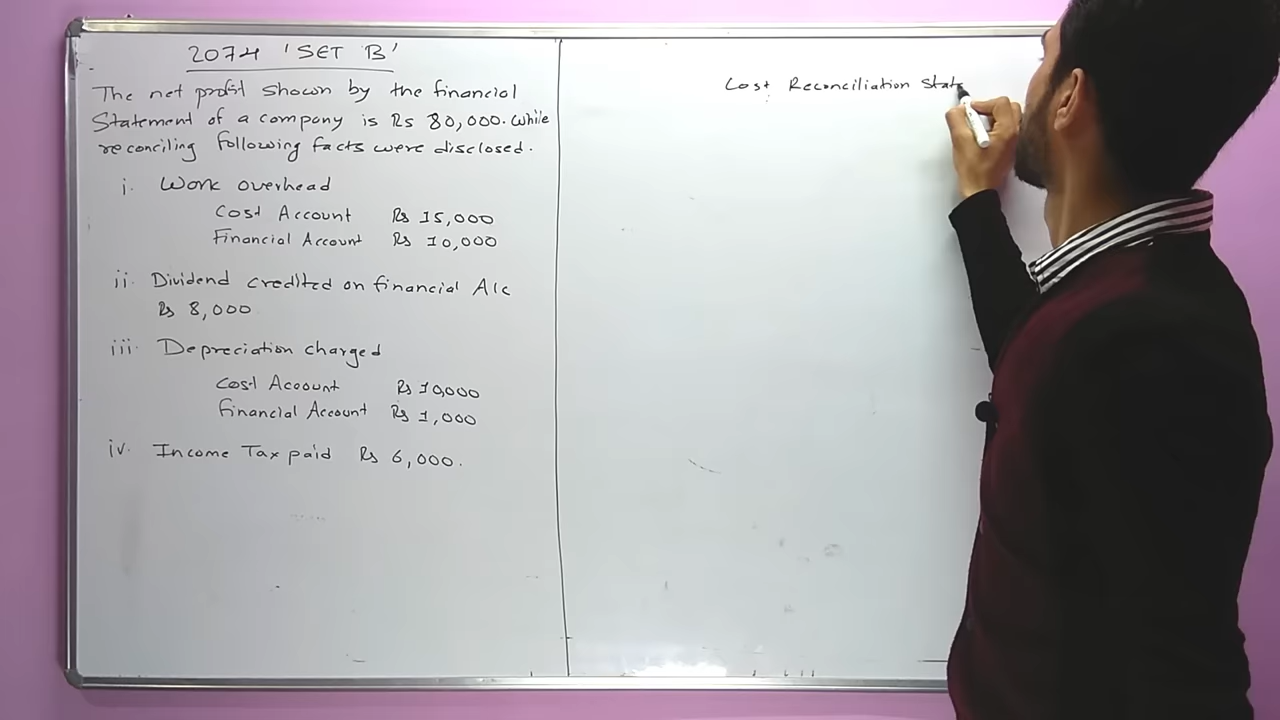 2074 'SET B'
The net profit shown by the financial
Statement of a company is Rs 80,000. While
reconciling following facts were disclosed.
i. Work overhead
Cost Account Rs 15,000
Financial Account Rs 10,000
ii. Dividend credited on financial A/c
Rs 8,000
iii. Depreciation charged
Cost Account Rs 10,000
Financial Account Rs 1,000
iv. Income Tax paid Rs 6,000.
Cost Reconciliation State